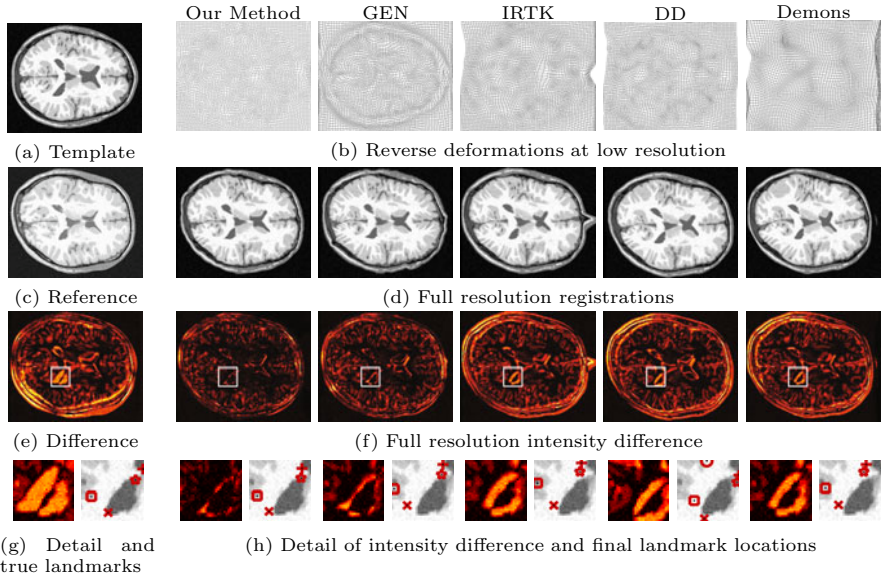 Our Method GEN IRTK DD Demons
(a) Template
(b) Reverse deformations at low resolution
(c) Reference
(d) Full resolution registrations
(e) Difference
(f) Full resolution intensity difference
(g) Detail and
true landmarks
(h) Detail of intensity difference and final landmark locations